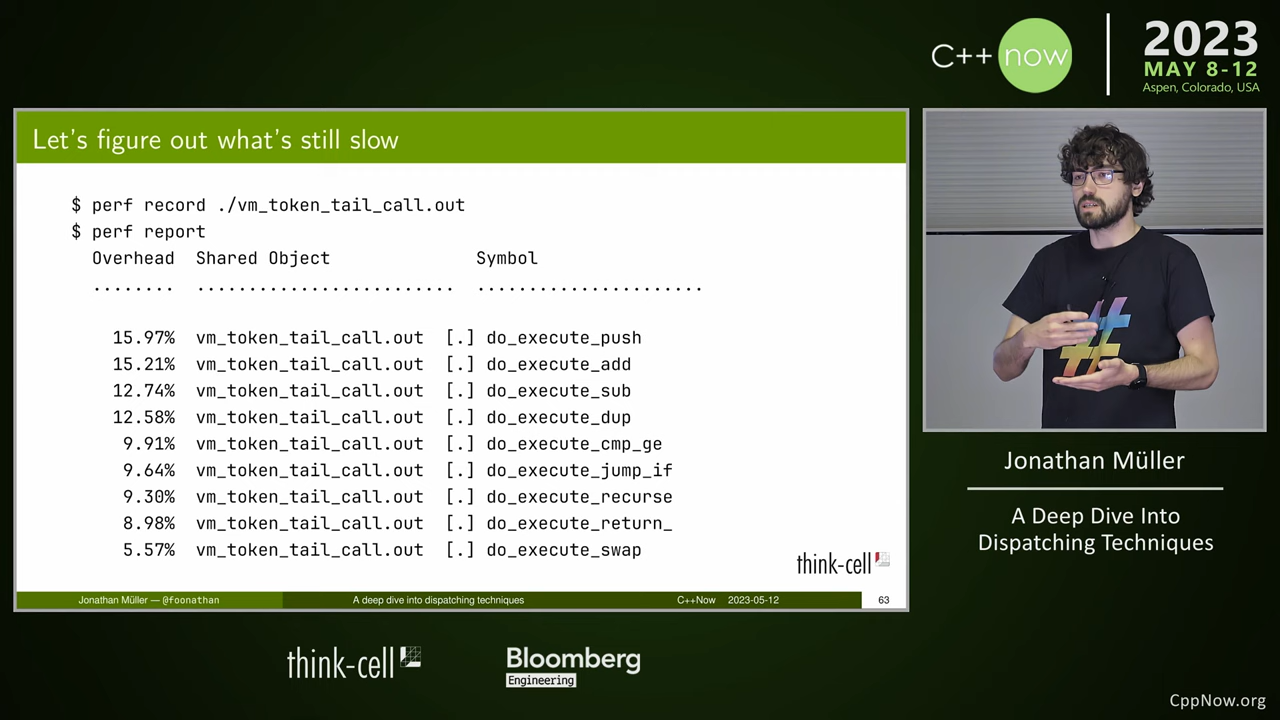 C++ now
2023
MAY 8-12
Aspen, Colorado, USA
Let's figure out what's still slow
$ perf record ./vm_token_tail_call.out
$ perf report
Overhead Shared Object Symbol
........ ......................... ......................
15.97% vm_token_tail_call.out [.] do_execute_push
15.21% vm_token_tail_call.out [.] do_execute_add
12.74% vm_token_tail_call.out [.] do_execute_sub
12.58% vm_token_tail_call.out [.] do_execute_dup
9.91% vm_token_tail_call.out [.] do_execute_cmp_ge
9.64% vm_token_tail_call.out [.] do_execute_jump_if
9.30% vm_token_tail_call.out [.] do_execute_recurse
8.98% vm_token_tail_call.out [.] do_execute_return_
5.57% vm_token_tail_call.out [.] do_execute_swap
think-cell
Jonathan Müller — @foonathan A deep dive into dispatching techniques C++Now 2023-05-12 63
#
Jonathan Müller
A Deep Dive Into
Dispatching Techniques
think-cell
Bloomberg
Engineering
CppNow.org